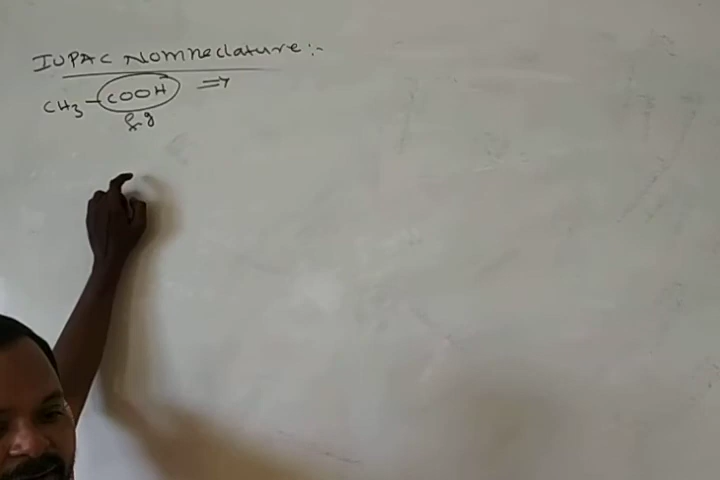 IUPAC Nomneclature :-
CH3-COOH ⇒
f.g